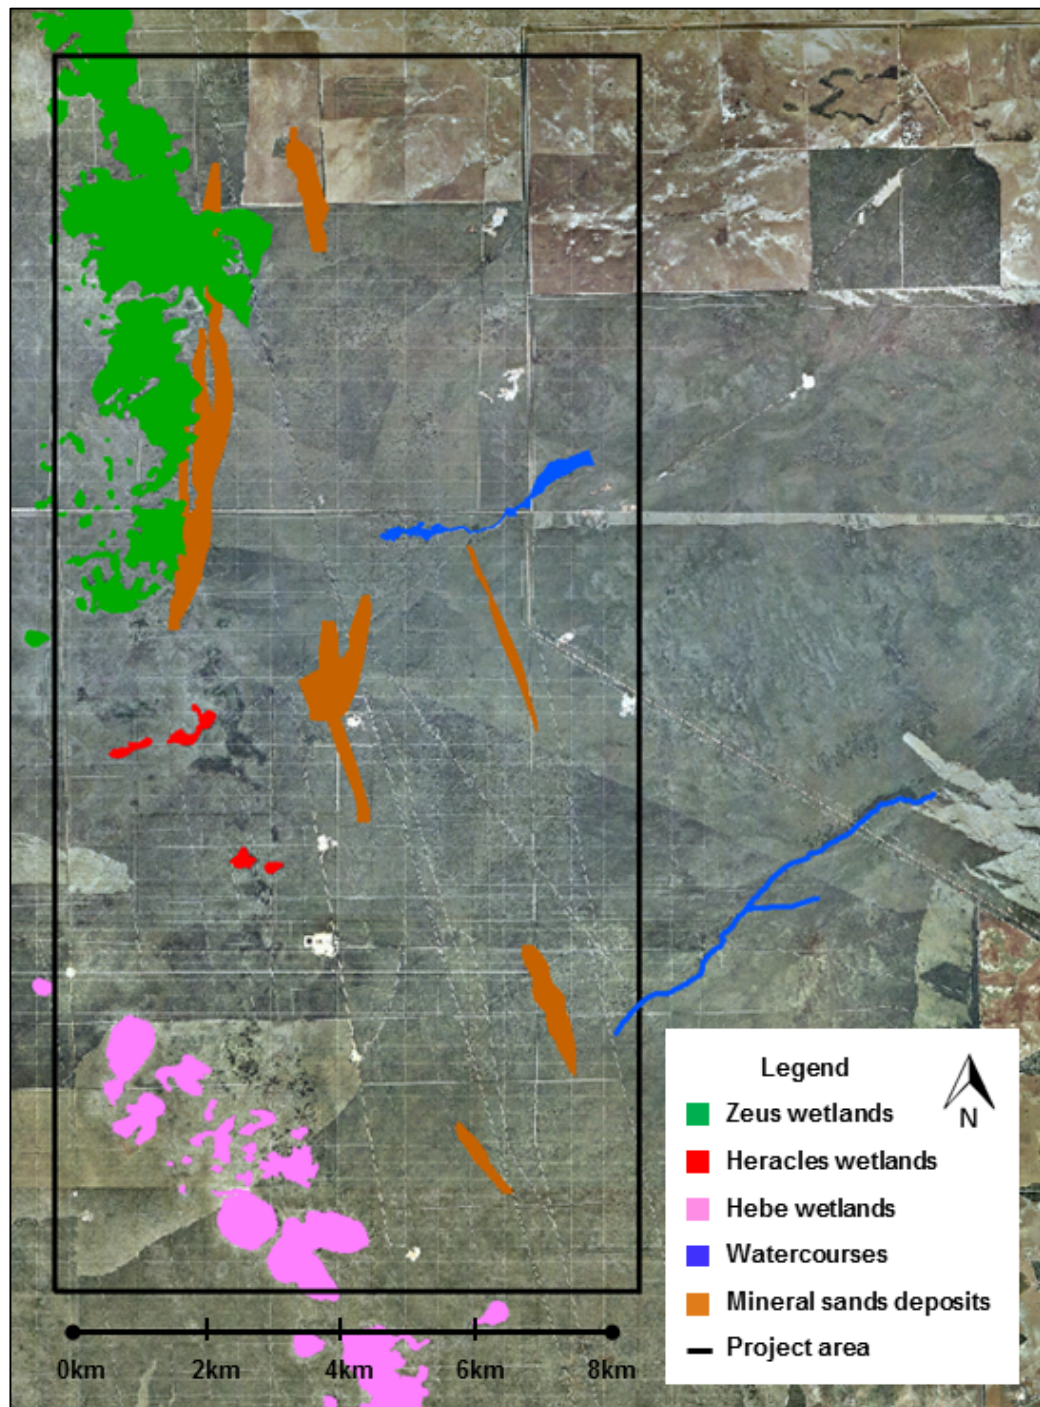 Legend
N
Zeus wetlands
Heracles wetlands
Hebe wetlands
Watercourses
Mineral sands deposits
Project area
0km 2km 4km 6km 8km